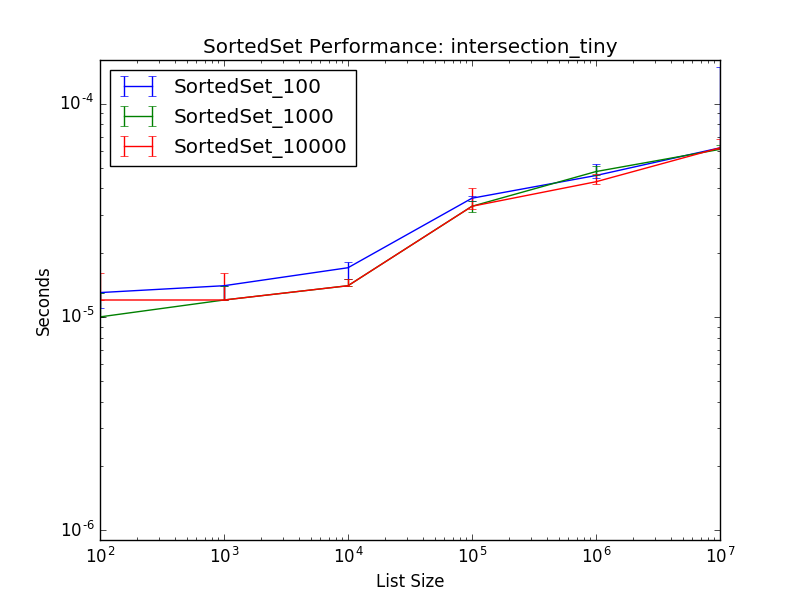 SortedSet Performance: intersection_tiny
SortedSet_100
SortedSet_1000
SortedSet_10000
10^-4
10^-5
10^-6
Seconds
10^2 10^3 10^4 10^5 10^6 10^7
List Size